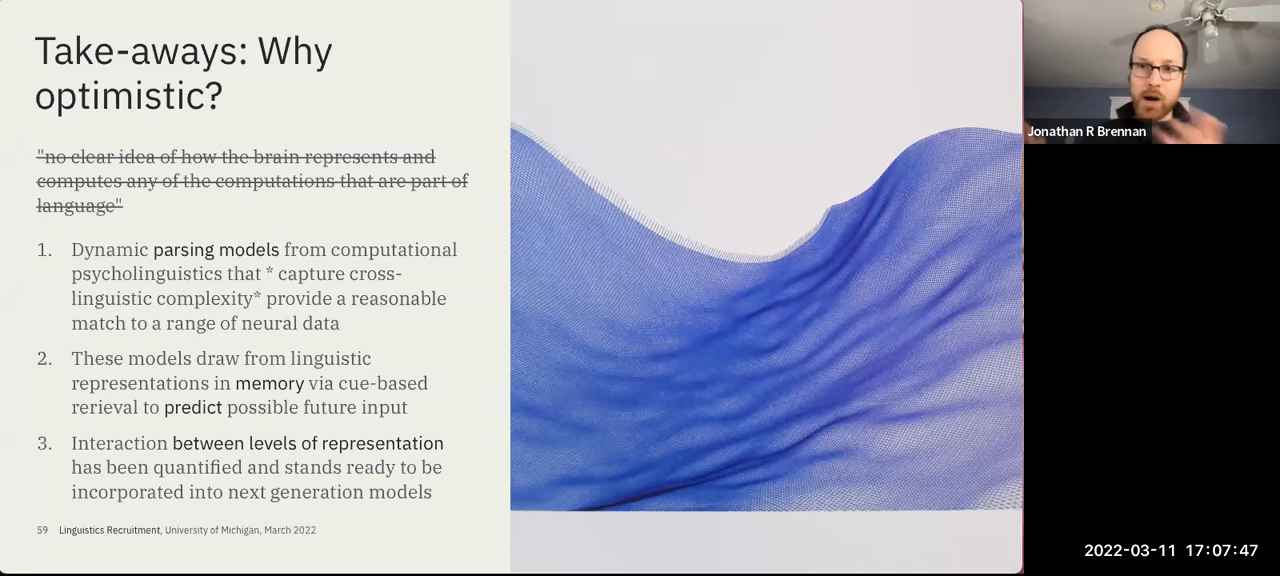 Take-aways: Why
optimistic?
"no clear idea of how the brain represents and
computes any of the computations that are part of
language"
1. Dynamic parsing models from computational
psycholinguistics that * capture cross-
linguistic complexity* provide a reasonable
match to a range of neural data
2. These models draw from linguistic
representations in memory via cue-based
rerieval to predict possible future input
3. Interaction between levels of representation
has been quantified and stands ready to be
incorporated into next generation models
59 Linguistics Recruitment, University of Michigan, March 2022
Jonathan R Brennan
2022-03-11 17:07:47